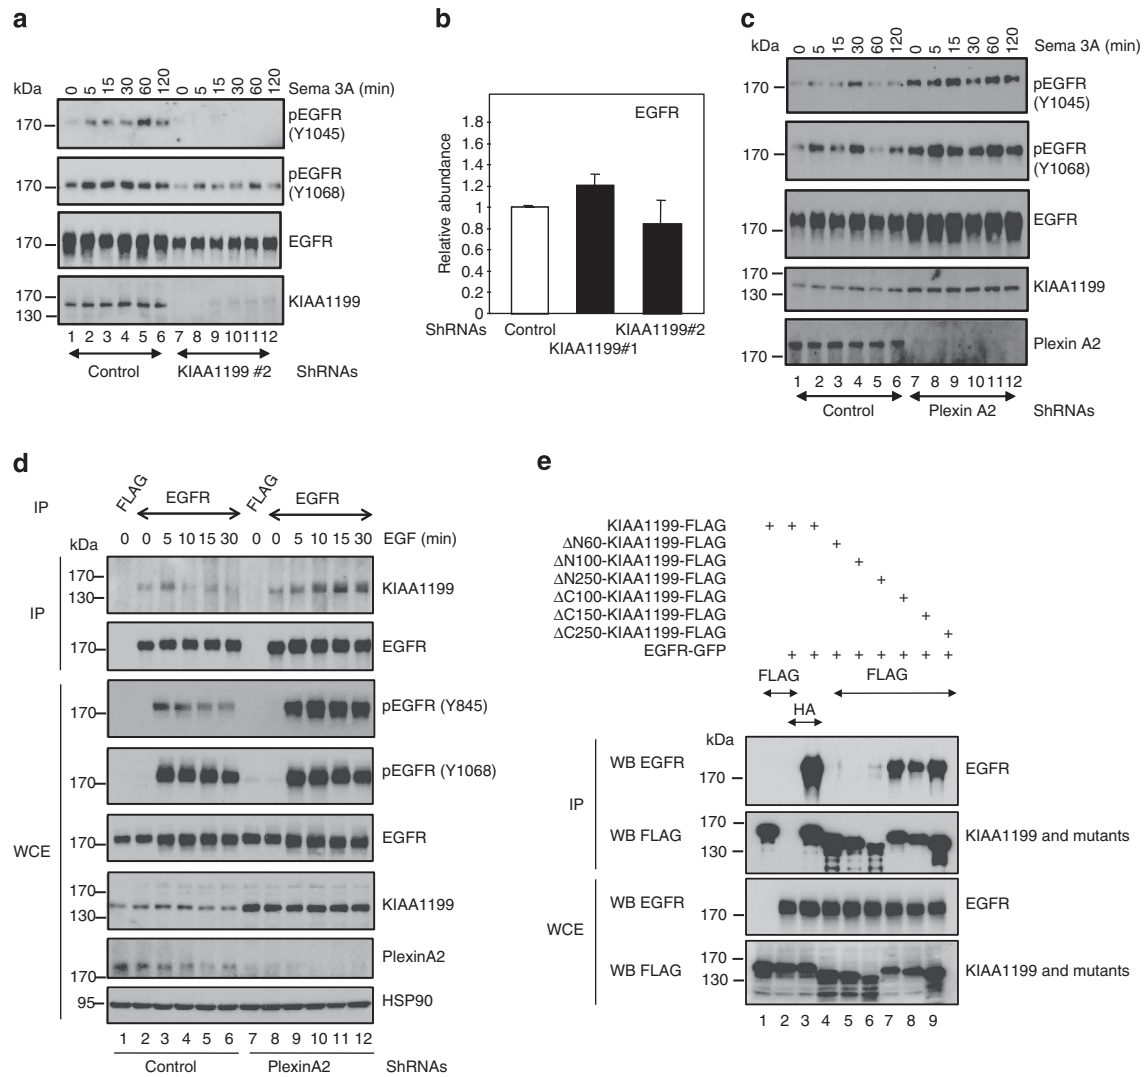 a
kDa
0 5 15 30 60 120 0 5 15 30 60 120 Sema 3A (min)
170 pEGFR (Y1045)
170 pEGFR (Y1068)
170 EGFR
170
130
KIAA1199
1 2 3 4 5 6 7 8 9 10 11 12
Control KIAA1199 #2 ShRNAs
b
EGFR
Relative abundance
1.8
1.6
1.4
1.2
1
0.8
0.6
0.4
0.2
0
ShRNAs Control KIAA1199#2
KIAA1199#1
c
kDa
0 5 15 30 60 120 0 5 15 30 60 120 Sema 3A (min)
170 pEGFR (Y1045)
170 pEGFR (Y1068)
170 EGFR
170
130
KIAA1199
170 Plexin A2
1 2 3 4 5 6 7 8 9 10 11 12
Control Plexin A2 ShRNAs
d
IP FLAG EGFR FLAG EGFR
0 0 5 10 15 30 0 0 5 10 15 30 EGF (min)
kDa
IP
170
130
KIAA1199
170 EGFR
WCE
170 pEGFR (Y845)
170 pEGFR (Y1068)
170 EGFR
170
130
KIAA1199
170 PlexinA2
95 HSP90
1 2 3 4 5 6 7 8 9 10 11 12
Control PlexinA2 ShRNAs
e
KIAA1199-FLAG + + +
ΔN60-KIAA1199-FLAG +
ΔN100-KIAA1199-FLAG +
ΔN250-KIAA1199-FLAG +
ΔC100-KIAA1199-FLAG +
ΔC150-KIAA1199-FLAG +
ΔC250-KIAA1199-FLAG +
EGFR-GFP + + + + + + + +
FLAG FLAG
HA
kDa
IP
WB EGFR 170 EGFR
WB FLAG 170 130 KIAA1199 and mutants
WCE
WB EGFR 170 EGFR
WB FLAG 170 130 KIAA1199 and mutants
1 2 3 4 5 6 7 8 9